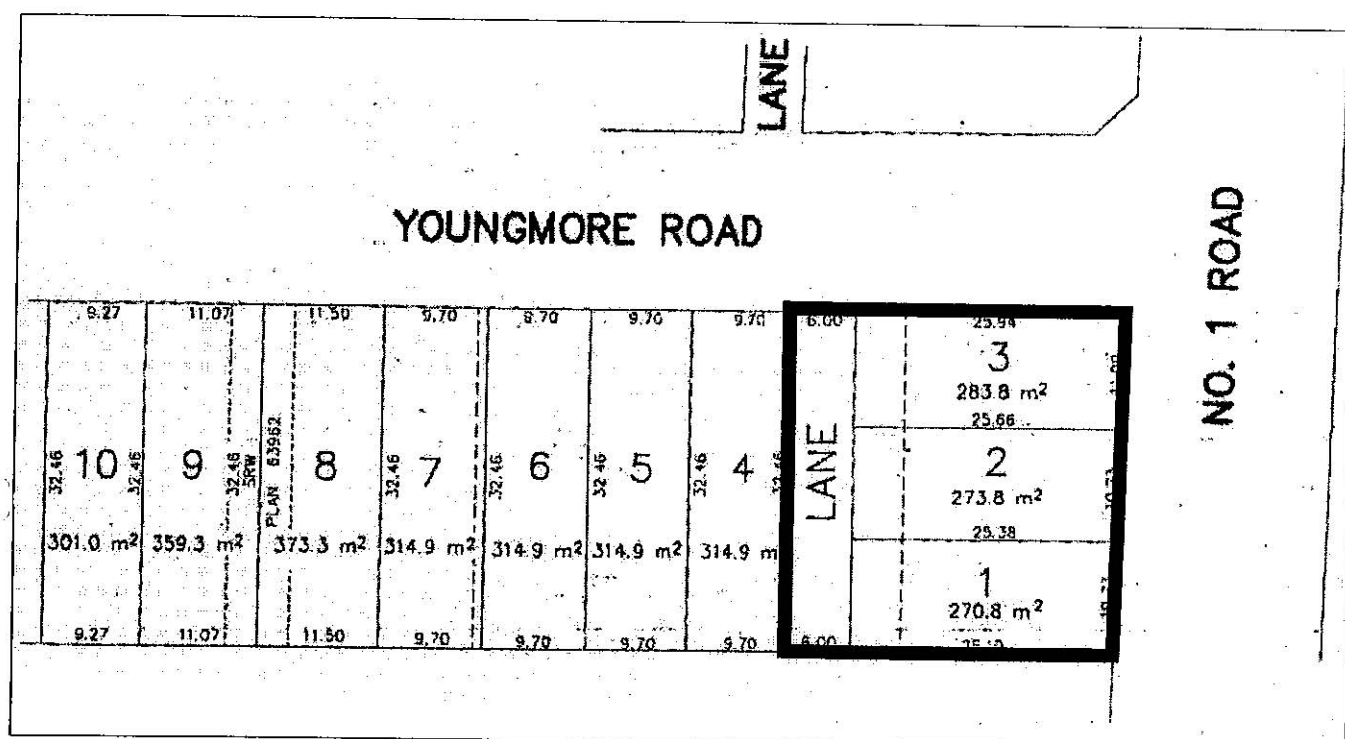 LANE
YOUNGMORE ROAD
NO. 1 ROAD
9.27 11.07 11.50 9.70 9.70 9.70 9.70 6.00 25.94
3
283.8 m²
25.66
32.46 10 32.46 9 32.46 SRW PLAN 63962 8 32.46 7 32.46 6 32.46 5 32.46 4 32.46 LANE 2
273.8 m²
301.0 m² 359.3 m² 373.3 m² 314.9 m² 314.9 m² 314.9 m² 314.9 m
25.38
1
270.8 m²
9.27 11.07 11.50 9.70 9.70 9.70 9.70 6.00